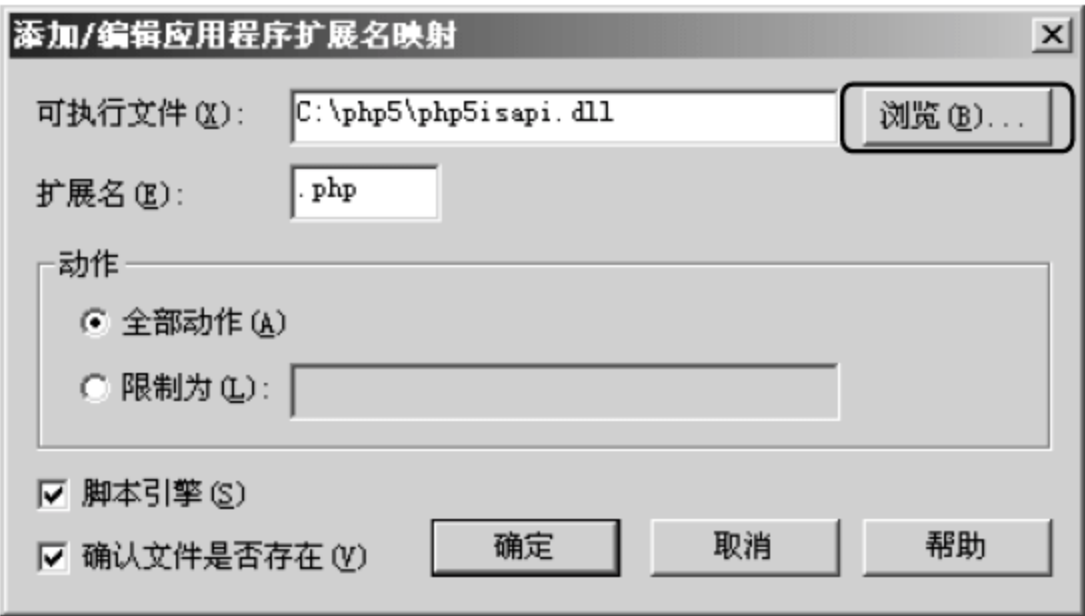 添加/编辑应用程序扩展名映射
可执行文件(X): C:\php5\php5isapi.dll 浏览(B)...
扩展名(E): .php
动作
全部动作(A)
限制为(L):
脚本引擎(S)
确认文件是否存在(V) 确定 取消 帮助